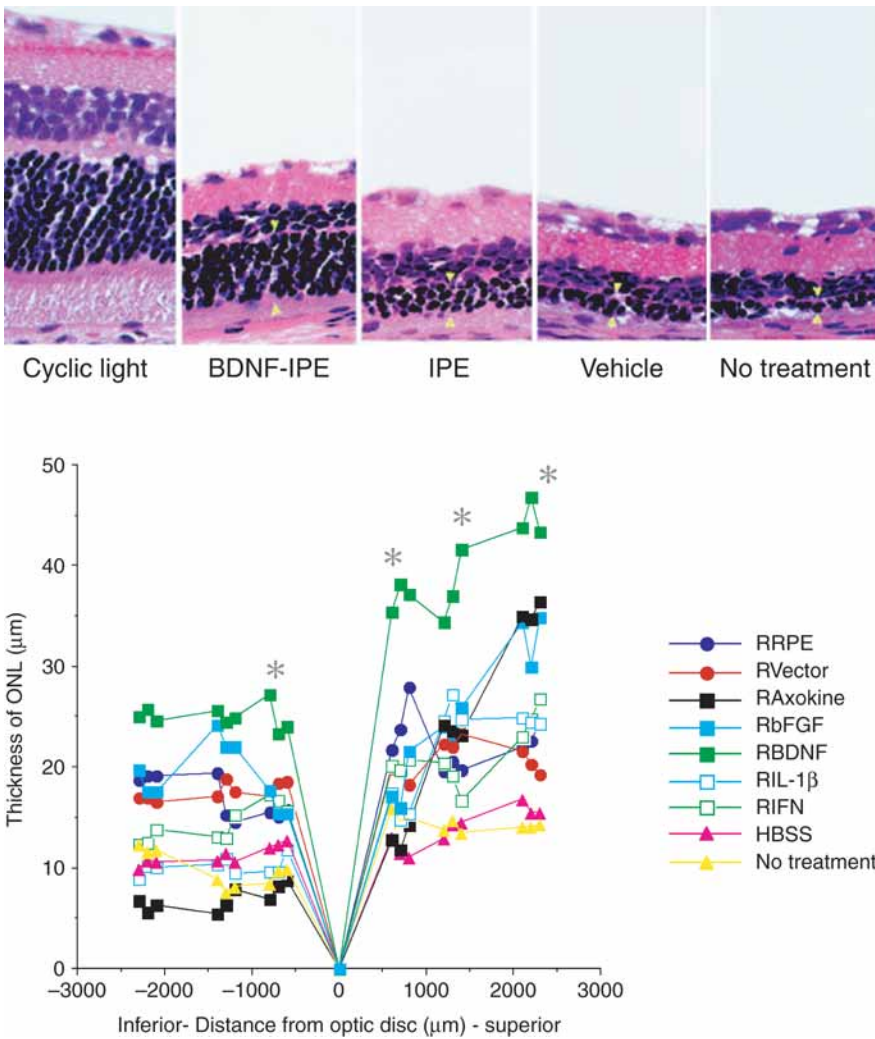 Cyclic light
BDNF-IPE
IPE
Vehicle
No treatment
50
40
30
20
10
0
Thickness of ONL (μm)
* * * *
–3000 –2000 –1000 0 1000 2000 3000
Inferior- Distance from optic disc (μm) - superior
RRPE
RVector
RAxokine
RbFGF
RBDNF
RIL-1β
RIFN
HBSS
No treatment